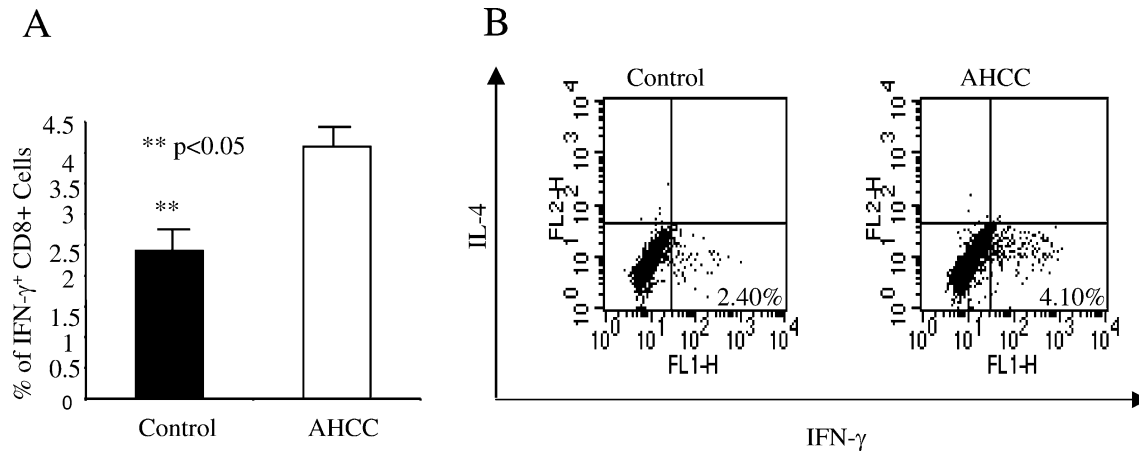 A
% of IFN-γ+ CD8+ Cells
4.5
4
3.5
3
2.5
2
1.5
1
0.5
0
** p<0.05
**
Control
AHCC
B
IL-4
Control
FL2-H
10^4
10^3
10^2
10^1
10^0
2.40%
10^0 10^1 10^2 10^3 10^4
FL1-H
AHCC
FL2-H
10^4
10^3
10^2
10^1
10^0
4.10%
10^0 10^1 10^2 10^3 10^4
FL1-H
IFN-γ